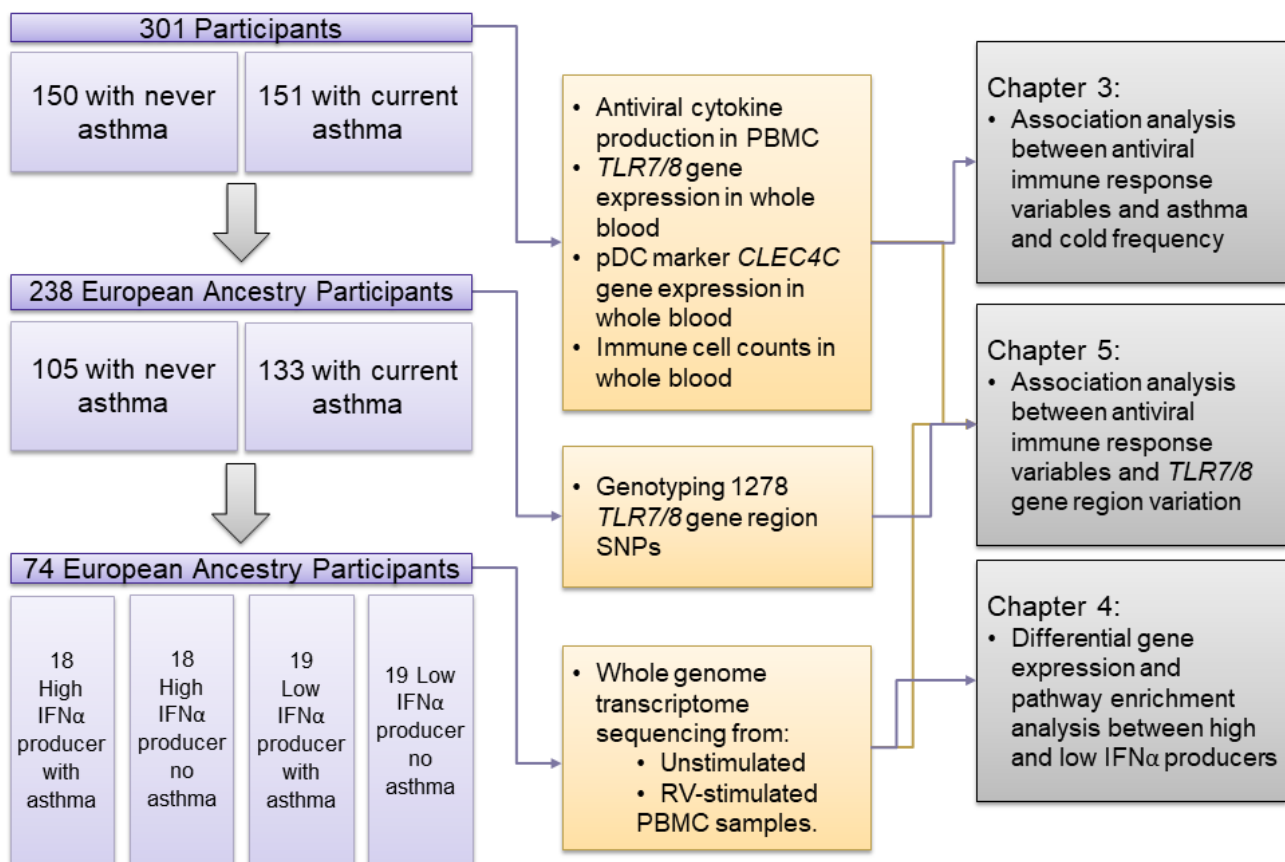 301 Participants
150 with never
asthma
151 with current
asthma
238 European Ancestry Participants
105 with never
asthma
133 with current
asthma
74 European Ancestry Participants
18
High
IFNα
producer
with
asthma
18
High
IFNα
producer
no
asthma
19
Low
IFNα
producer
with
asthma
19 Low
IFNα
producer
no
asthma
• Antiviral cytokine
production in PBMC
• TLR7/8 gene
expression in whole
blood
• pDC marker CLEC4C
gene expression in
whole blood
• Immune cell counts in
whole blood
• Genotyping 1278
TLR7/8 gene region
SNPs
• Whole genome
transcriptome
sequencing from:
• Unstimulated
• RV-stimulated
PBMC samples.
Chapter 3:
• Association analysis
between antiviral
immune response
variables and asthma
and cold frequency
Chapter 5:
• Association analysis
between antiviral
immune response
variables and TLR7/8
gene region variation
Chapter 4:
• Differential gene
expression and
pathway enrichment
analysis between high
and low IFNα producers